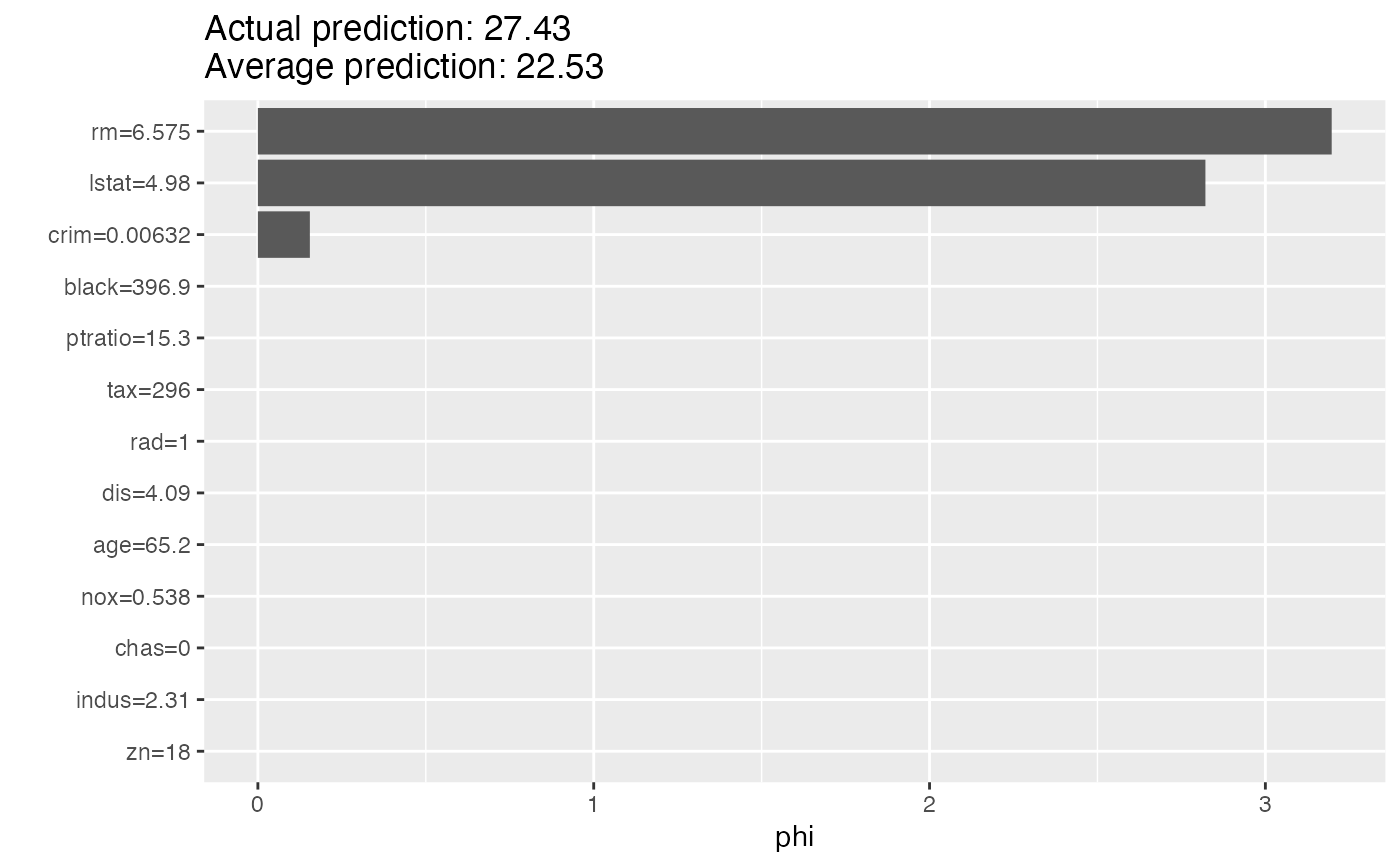 Actual prediction: 27.43
Average prediction: 22.53
rm=6.575
lstat=4.98
crim=0.00632
black=396.9
ptratio=15.3
tax=296
rad=1
dis=4.09
age=65.2
nox=0.538
chas=0
indus=2.31
zn=18
0 1 2 3
phi